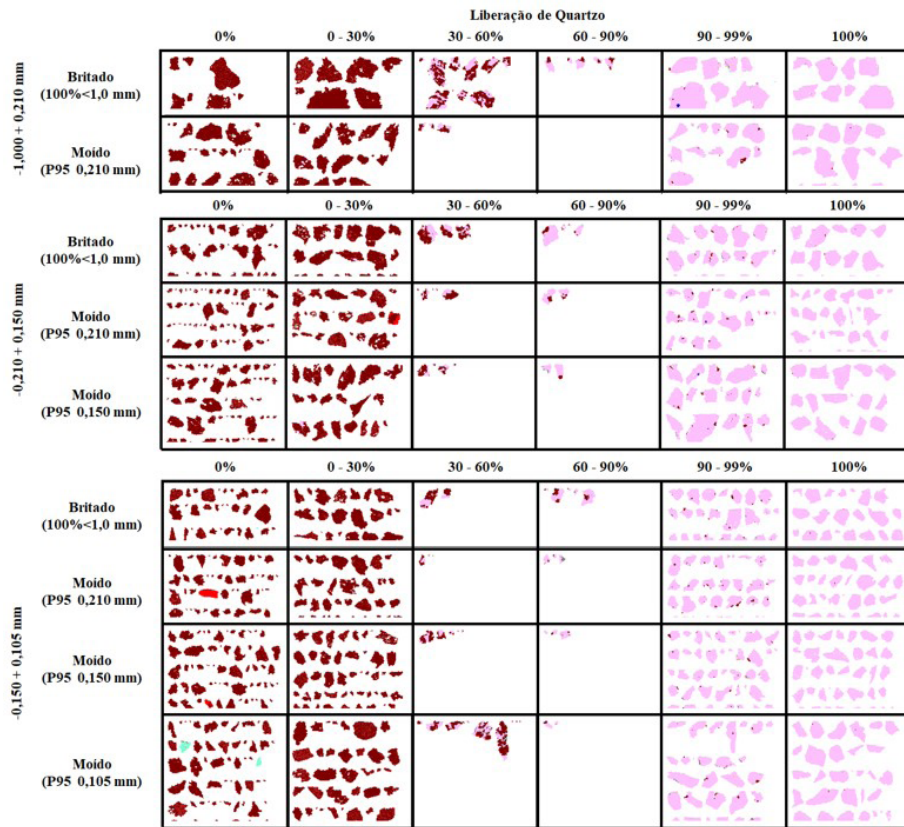 Liberação de Quartzo
0% 0 - 30% 30 - 60% 60 - 90% 90 - 99% 100%
-1,000 + 0,210 mm
Britado
(100%<1,0 mm)
Moído
(P95 0,210 mm)
0% 0 - 30% 30 - 60% 60 - 90% 90 - 99% 100%
-0,210 + 0,150 mm
Britado
(100%<1,0 mm)
Moído
(P95 0,210 mm)
Moído
(P95 0,150 mm)
0% 0 - 30% 30 - 60% 60 - 90% 90 - 99% 100%
-0,150 + 0,105 mm
Britado
(100%<1,0 mm)
Moído
(P95 0,210 mm)
Moído
(P95 0,150 mm)
Moído
(P95 0,105 mm)